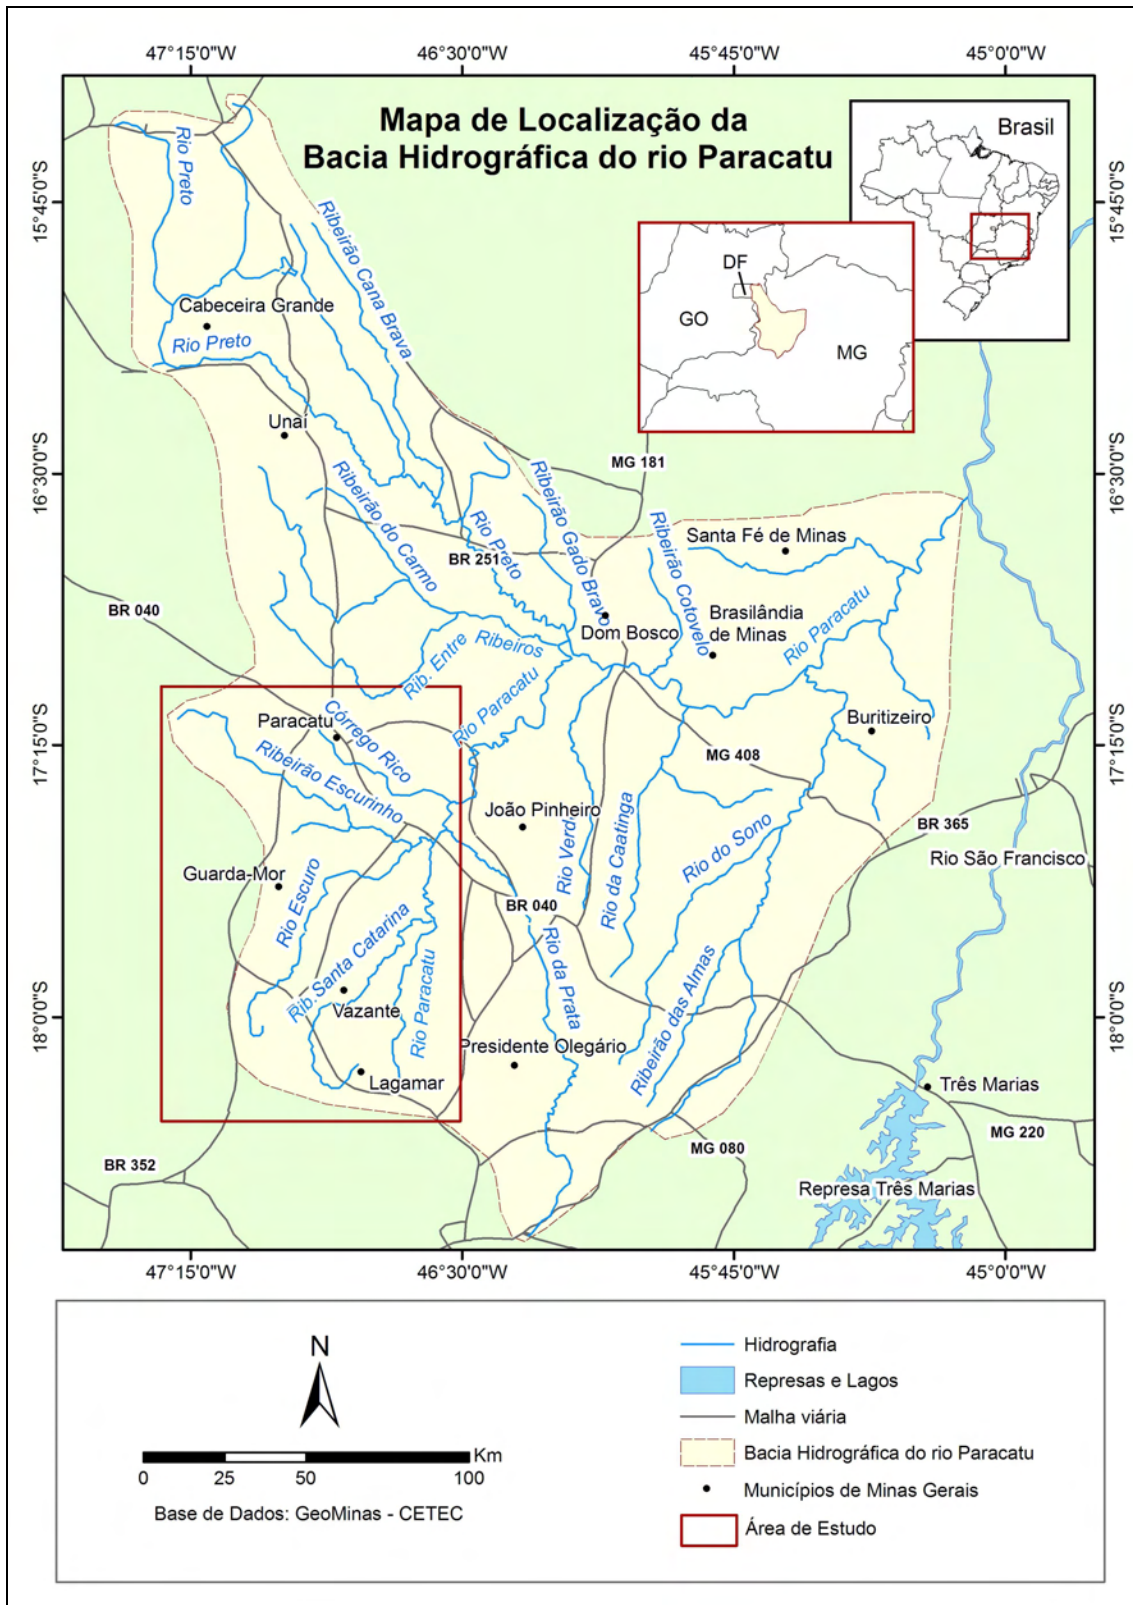 47°15'0"W
46°30'0"W
45°45'0"W
45°0'0"W
Mapa de Localização da
Bacia Hidrográfica do rio Paracatu
Brasil
DF
GO
MG
15°45'0"S
15°45'0"S
Rio Preto
Ribeirão Cana Brava
Cabeceira Grande
Rio Preto
Unaí
MG 181
16°30'0"S
16°30'0"S
Ribeirão do Carmo
Rio Preto
Ribeirão Gado Bravo
Ribeirão Cotovelo
Santa Fé de Minas
BR 251
BR 040
Dom Bosco
Brasilândia
de Minas
Rio Paracatu
Rib. Entre
Ribeiros
Rio Paracatu
17°15'0"S
17°15'0"S
Paracatu
Córrego Rico
Ribeirão Escurinho
Buritizeiro
MG 408
João Pinheiro
Rio Verde
Rio da Caatinga
Rio do Sono
BR 365
Rio São Francisco
Guarda-Mor
Rio Escuro
BR 040
Rib. Santa Catarina
Rio Paracatu
Rio da Prata
Ribeirão das Almas
18°0'0"S
18°0'0"S
Vazante
Presidente Olegário
Lagamar
Três Marias
MG 220
MG 080
BR 352
Represa Três Marias
47°15'0"W
46°30'0"W
45°45'0"W
45°0'0"W
N
Km
0
25
50
100
Base de Dados: GeoMinas - CETEC
Hidrografia
Represas e Lagos
Malha viária
Bacia Hidrográfica do rio Paracatu
Municípios de Minas Gerais
Área de Estudo